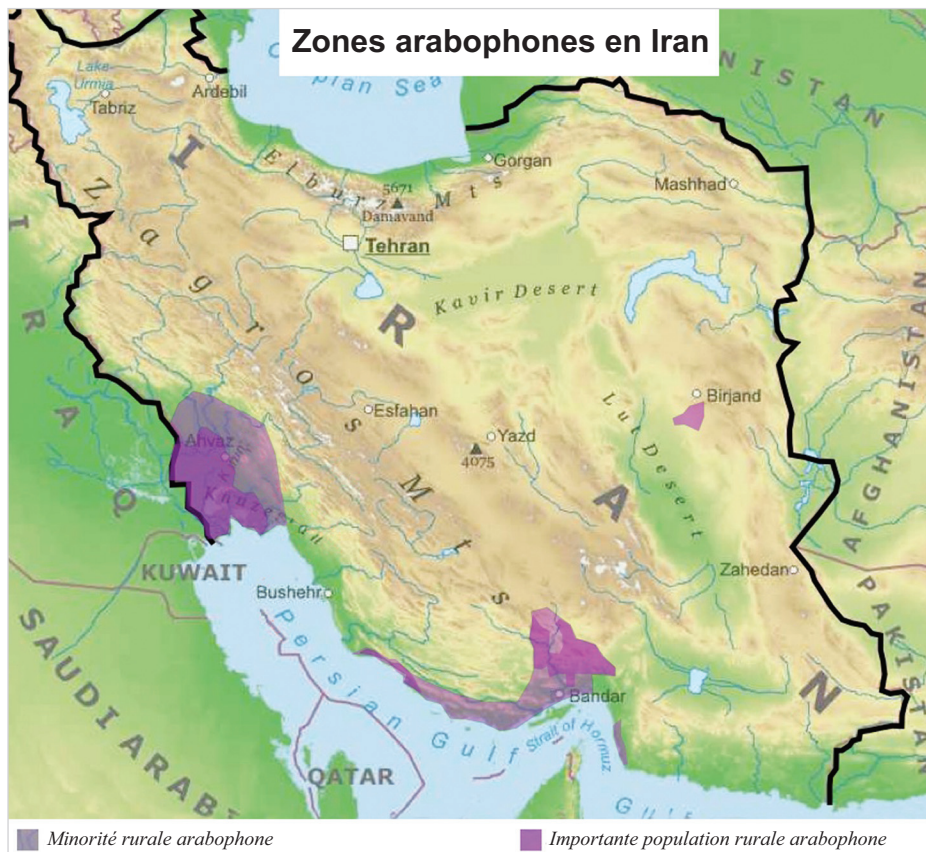 Zones arabophones en Iran
Lake
Urmia
Tabriz
Ardebil
pian Sea
NISTAN
Gorgan
Mashhad
Elburz Mts
5671
Damavand
Tehran
Zagros Mts
Kavir Desert
IRAN
IRAQ
AFGHANISTAN
Birjand
Esfahan
Yazd
4075
Lut Desert
Ahvaz
KUWAIT
Bushehr
Zahedan
PAKISTAN
SAUDI ARABI
Persian Gulf
Bandar
Strait of Hormuz
QATAR
Gulf
Minorité rurale arabophone
Importante population rurale arabophone